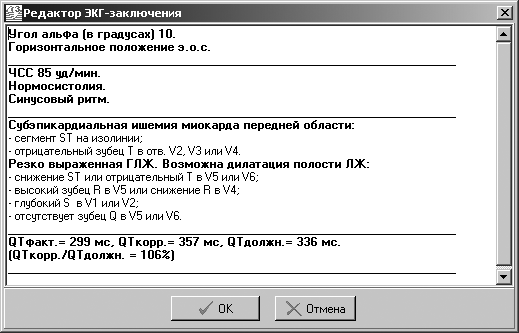 Редактор ЭКГ-заключения
Угол альфа (в градусах) 10.
Горизонтальное положение э.о.с.
ЧСС 85 уд/мин.
Нормосистолия.
Синусовый ритм.
Субэпикардиальная ишемия миокарда передней области:
- сегмент ST на изолинии;
- отрицательный зубец T в отв. V2, V3 или V4.
Резко выраженная ГЛЖ. Возможна дилатация полости ЛЖ:
- снижение ST или отрицательный T в V5 или V6;
- высокий зубец R в V5 или снижение R в V4;
- глубокий S в V1 или V2;
- отсутствует зубец Q в V5 или V6.
QTфакт.= 299 мс, QTкорр.= 357 мс, QTдолжн.= 336 мс.
(QTкорр./QTдолжн. = 106%)
OK
Отмена